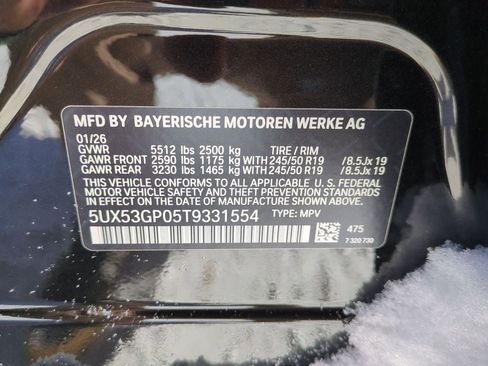 MFD BY BAYERISCHE MOTOREN WERKE AG
01/26
GVWR 5512 lbs 2500 kg TIRE / RIM
GAWR FRONT 2590 lbs 1175 kg WITH 245/50 R19 /8.5Jx 19
GAWR REAR 3230 lbs 1465 kg WITH 245/50 R19 /8.5Jx 19
THIS VEHICLE CONFORMS TO ALL APPLICABLE U.S. FEDERAL
MOTOR VEHICLE SAFETY AND THEFT PREVENTION STANDARDS
IN EFFECT ON THE DATE OF MANUFACTURE SHOWN ABOVE.
5UX53GP05T9331554 TYPE: MPV
475
7 320 730